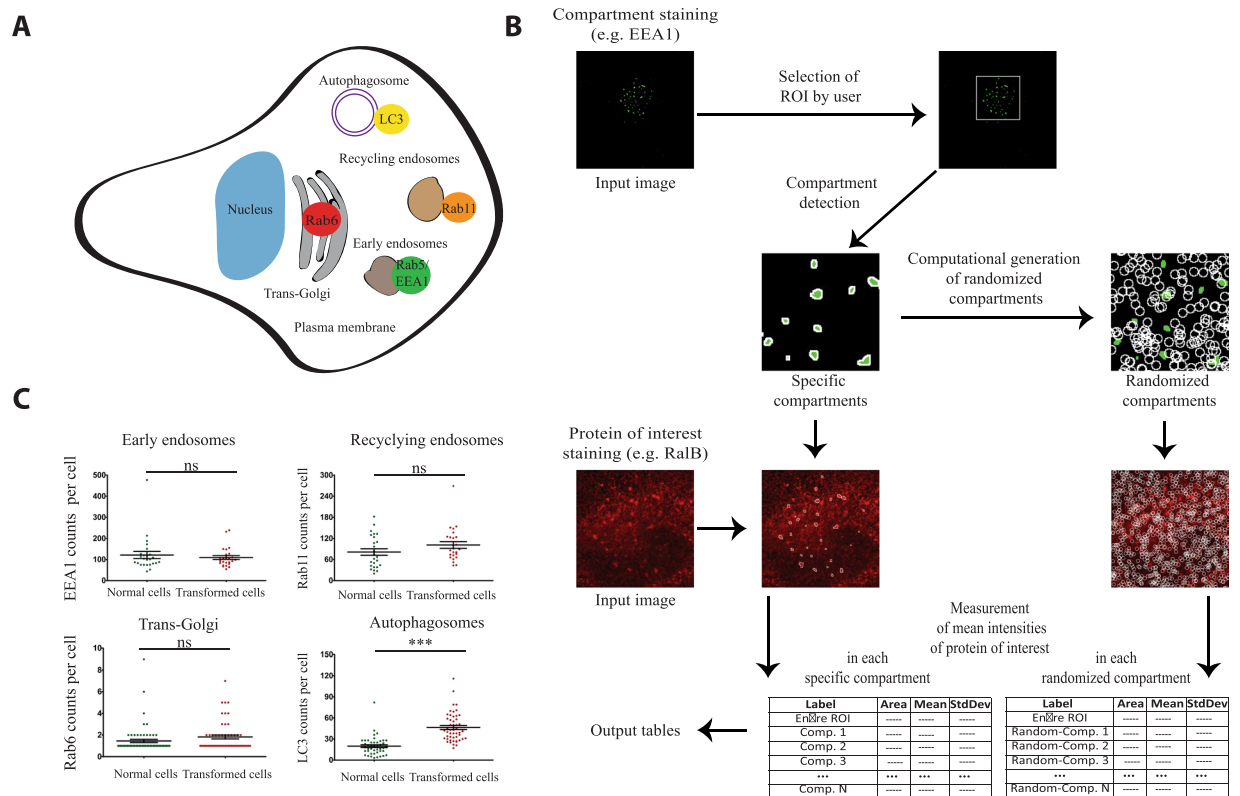 A
Autophagosome
LC3
Recycling endosomes
Nucleus
Rab6
Rab11
Early endosomes
Rab5/
EEA1
Trans-Golgi
Plasma membrane
B
Compartment staining
(e.g. EEA1)
Selection of
ROI by user
Input image
Compartment
detection
Computational generation
of randomized
compartments
Specific
compartments
Randomized
compartments
Protein of interest
staining (e.g. RalB)
Input image
Measurement
of mean intensities
of protein of interest
in each
specific compartment
in each
randomized compartment
Output tables
Label Area Mean StdDev
En☒re ROI ----- ----- -----
Comp. 1 ----- ----- -----
Comp. 2 ----- ----- -----
Comp. 3 ----- ----- -----
... ... ... ...
Comp. N ----- ----- -----
Label Area Mean StdDev
En☒re ROI ----- ----- -----
Random-Comp. 1 ----- ----- -----
Random-Comp. 2 ----- ----- -----
Random-Comp. 3 ----- ----- -----
... ... ... ...
Random-Comp. N ----- ----- -----
C
Early endosomes
ns
EEA1 counts per cell
500
400
300
200
100
0
Normal cells Transformed cells
Recyclying endosomes
ns
Rab11 counts per cell
300
240
180
120
60
0
Normal cells Transformed cells
Trans-Golgi
ns
Rab6 counts per cell
10
8
6
4
2
0
Normal cells Transformed cells
Autophagosomes
***
LC3 counts per cell
150
120
90
60
30
0
Normal cells Transformed cells